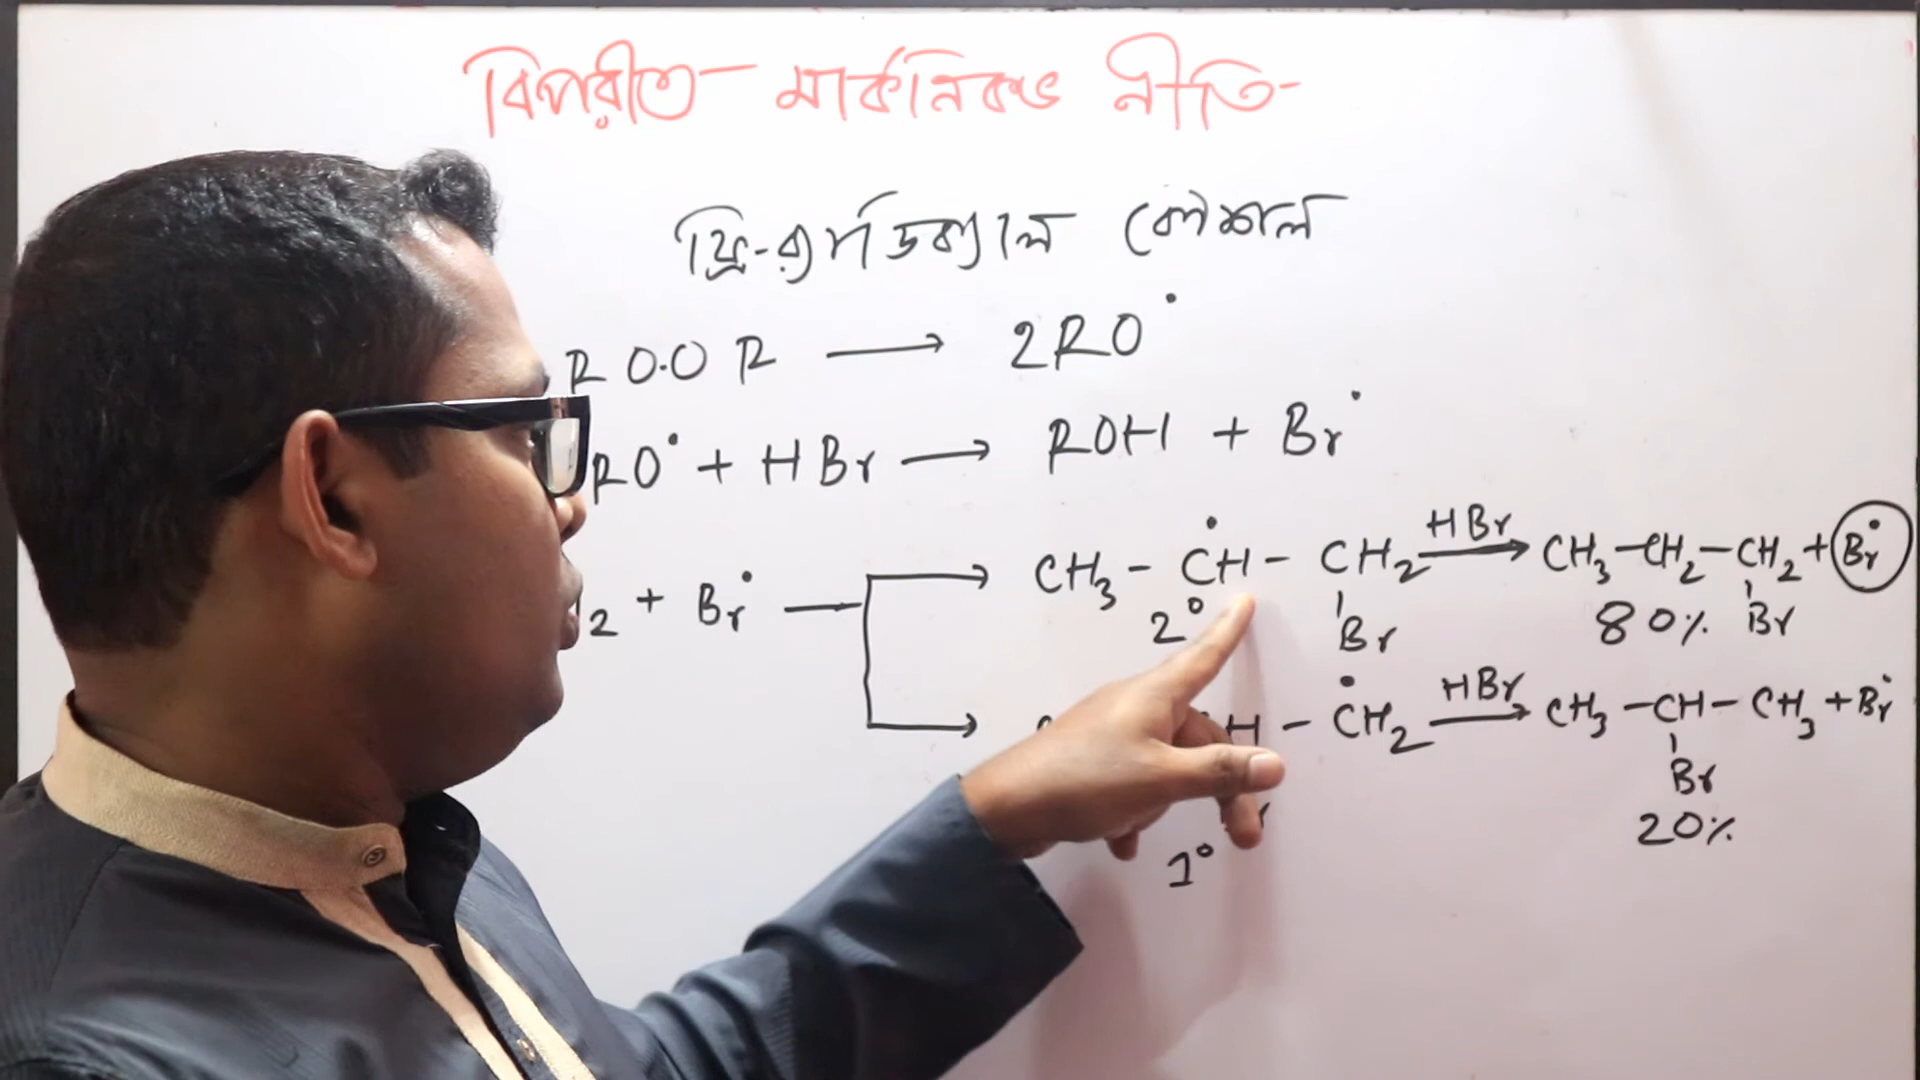 বিপরীত মার্কনিকভ নীতি
ফ্রি-র‍্যাডিক্যাল কৌশল
R O.O R → 2RO•
RO• + HBr → ROH + Br•
2 + Br• → CH3 - ĊH - CH2 HBr → CH3 - CH2 - CH2 + Br•
2° Br 80% Br
H - ĊH2 HBr → CH3 - CH - CH3 + Br•
Br
1° 20%